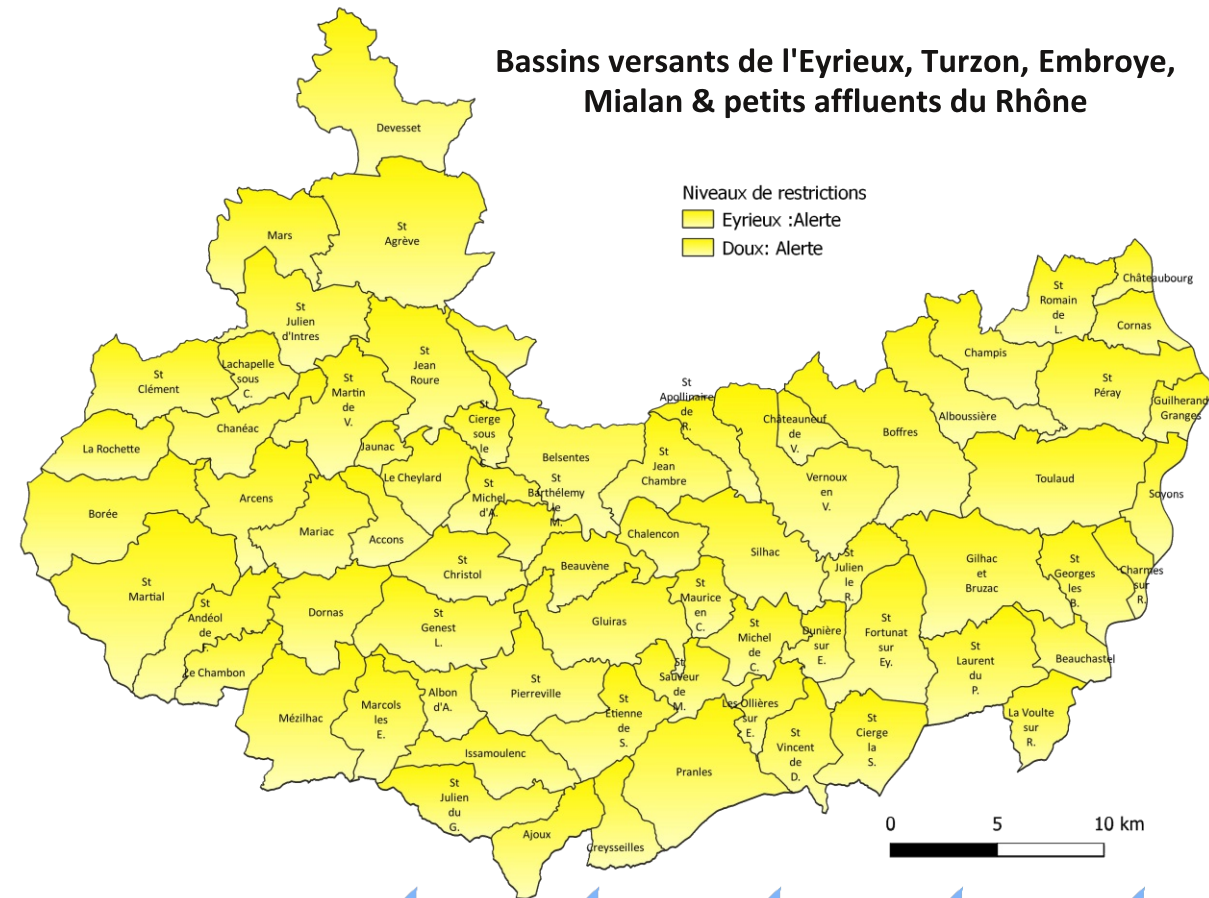 Bassins versants de l'Eyrieux, Turzon, Embroye,
Mialan & petits affluents du Rhône
Niveaux de restrictions
Eyrieux :Alerte
Doux: Alerte
Devesset
St
Agrève
Mars
St
Julien
d'Intres
Châteaubourg
St
Romain
de
L.
Cornas
Champis
St
Péray
Guilherand
Granges
St
Clément
Lachapelle
sous
C.
St
Jean
Roure
St
Martin
de
V.
St
Apollinaire
de
R.
Châteauneuf
de
V.
Alboussière
Boffres
Chanéac
St
Cierge
sous
le
C.
La Rochette
Jaunac
Belsentes
St
Jean
Chambre
Le Cheylard
Vernoux
en
V.
Toulaud
Soyons
Arcens
St
Michel
d'A.
St
Barthélemy
le
M.
Borée
Mariac
Accons
Chalencon
Silhac
St
Christol
Beauvène
St
Julien
le
R.
Gilhac
et
Bruzac
St
Georges
les
B.
Charmes
sur
R.
St
Martial
St
Andéol
de
F.
Dornas
St
Genest
L.
Gluiras
St
Maurice
en
C.
St
Michel
de
C.
Dunière
sur
E.
St
Fortunat
sur
Ey.
St
Laurent
du
P.
Beauchastel
Le Chambon
Albon
d'A.
St
Pierreville
St
Sauveur
de
M.
Les Ollières
sur
E.
Mézilhac
Marcols
les
E.
St
Etienne
de
S.
St
Vincent
de
D.
St
Cierge
la
S.
La Voulte
sur
R.
Issamoulenc
Pranles
St
Julien
du
G.
Ajoux
Creysseilles
0 5 10 km